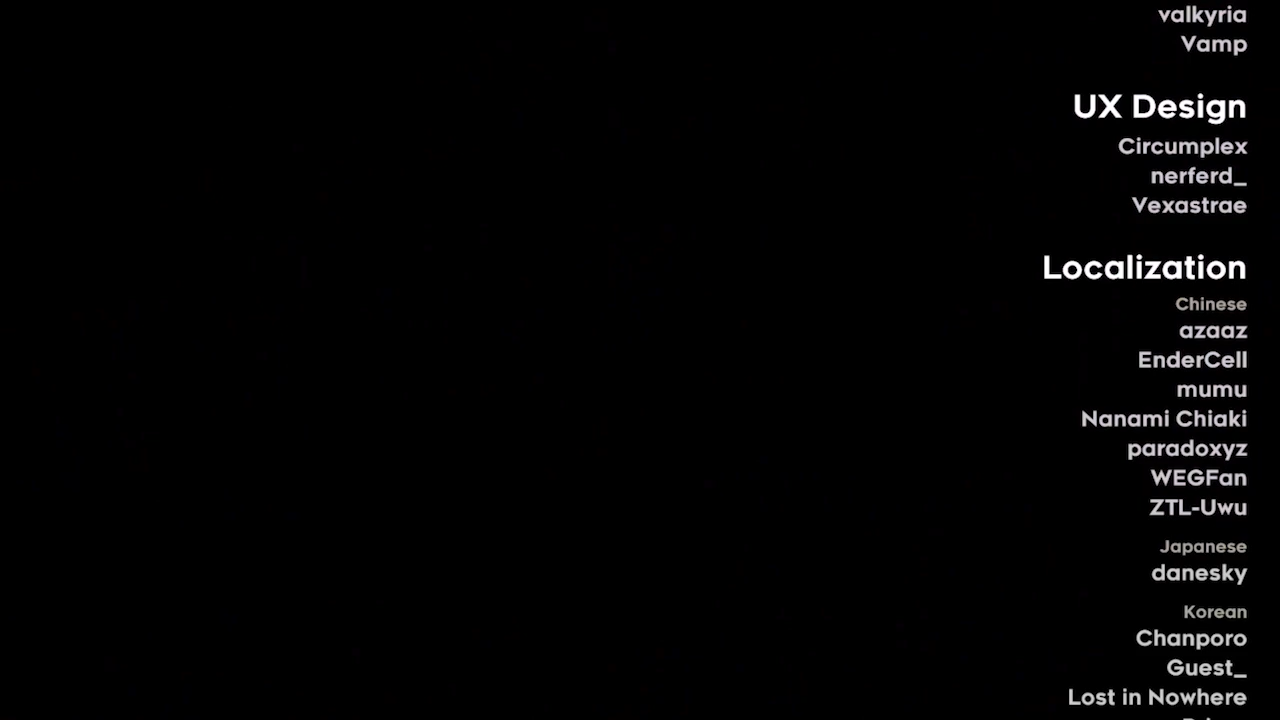 valkyria
Vamp
UX Design
Circumplex
nerferd_
Vexastrae
Localization
Chinese
azaaz
EnderCell
mumu
Nanami Chiaki
paradoxyz
WEGFan
ZTL-Uwu
Japanese
danesky
Korean
Chanporo
Guest_
Lost in Nowhere